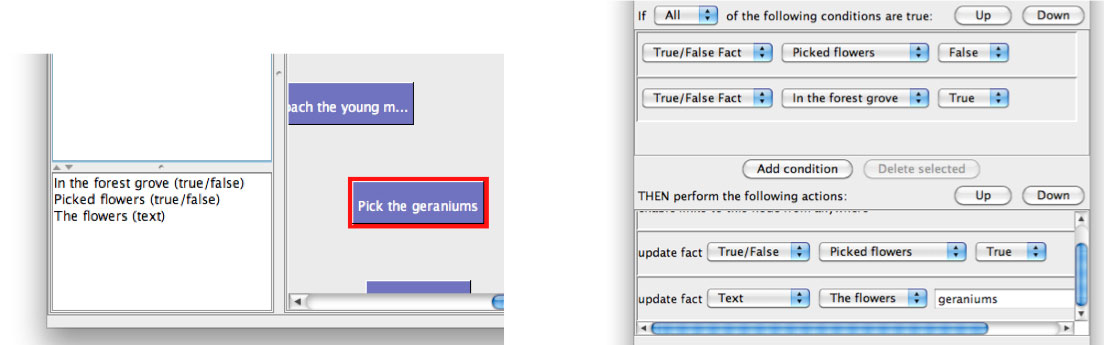 oach the young m...
Pick the geraniums
In the forest grove (true/false)
Picked flowers (true/false)
The flowers (text)
If All of the following conditions are true: Up Down
True/False Fact Picked flowers False
True/False Fact In the forest grove True
Add condition Delete selected
THEN perform the following actions: Up Down
update fact True/False Picked flowers True
update fact Text The flowers geraniums